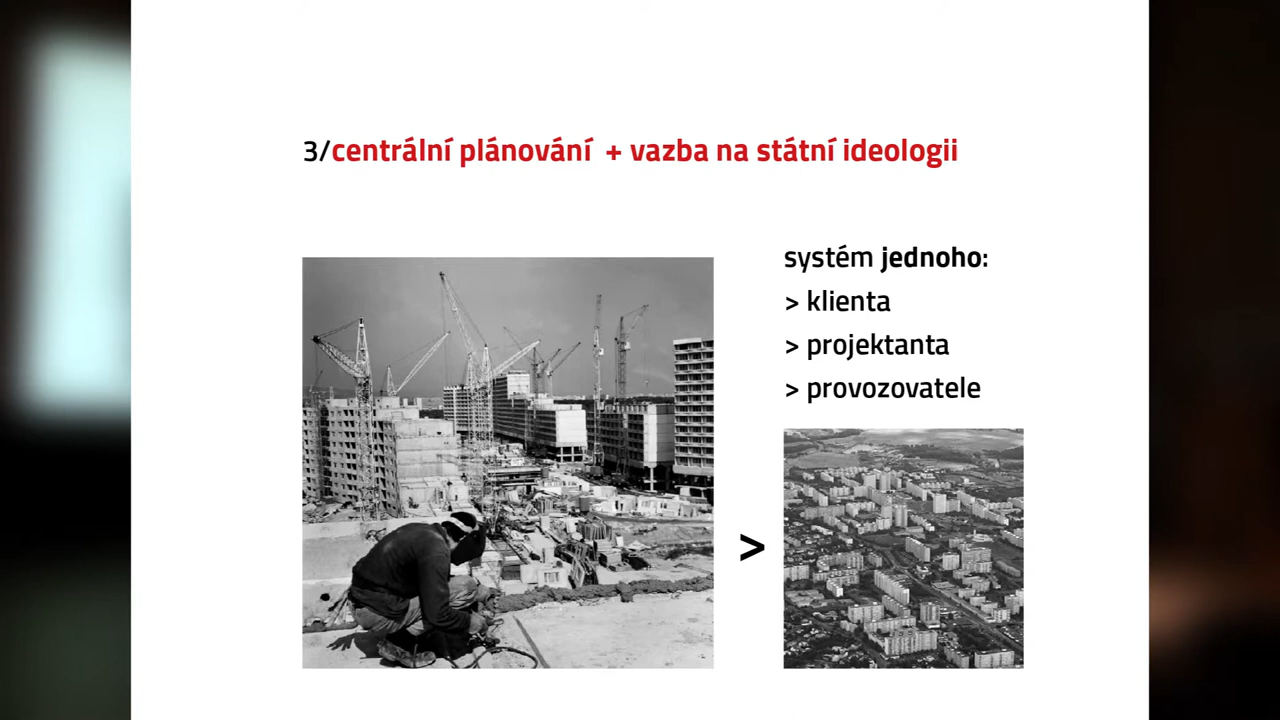 3/centrální plánování + vazba na státní ideologii
systém jednoho:
> klienta
> projektanta
> provozovatele
>